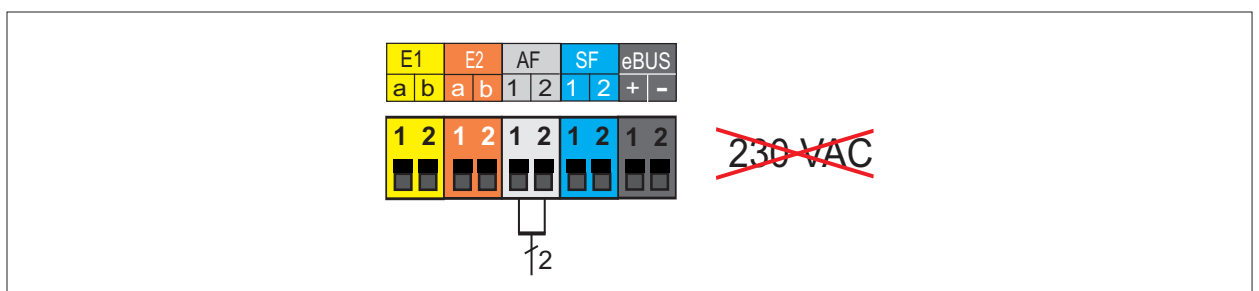 E1 E2 AF SF eBUS
a b a b 1 2 1 2 + -
1 2 1 2 1 2 1 2 1 2
230 VAC
2